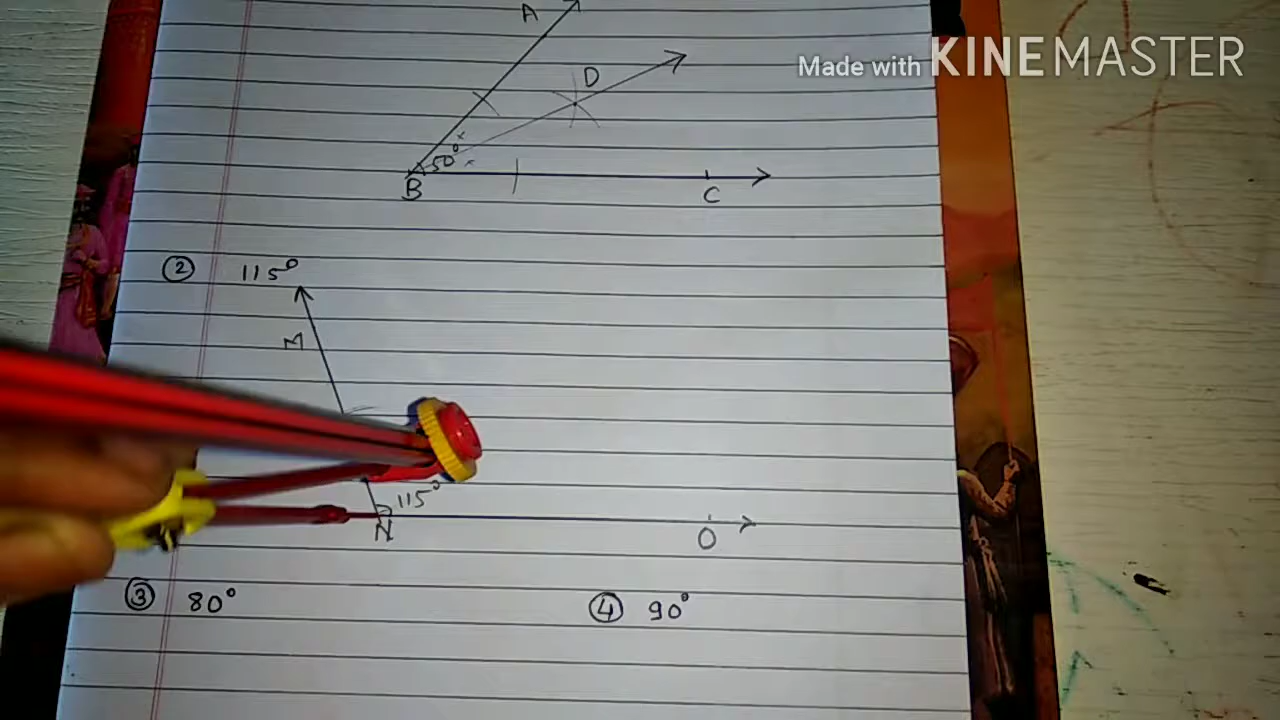 A
Made with KINEMASTER
D
50°
B
C
② 115°
M
115°
N
O
③ 80° ④ 90°